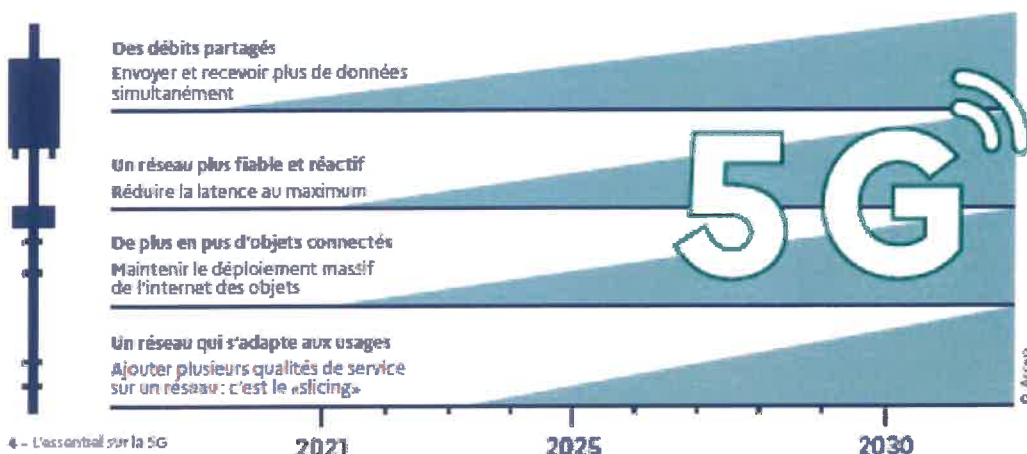 Des débits partagés
Envoyer et recevoir plus de données
simultanément
Un réseau plus fiable et réactif
Réduire la latence au maximum
De plus en pus d'objets connectés
Maintenir le déploiement massif
de l'internet des objets
Un réseau qui s'adapte aux usages
Ajouter plusieurs qualités de service
sur un réseau : c'est le «slicing»
5G
2021
2025
2030
4 – L'essentiel sur la 5G